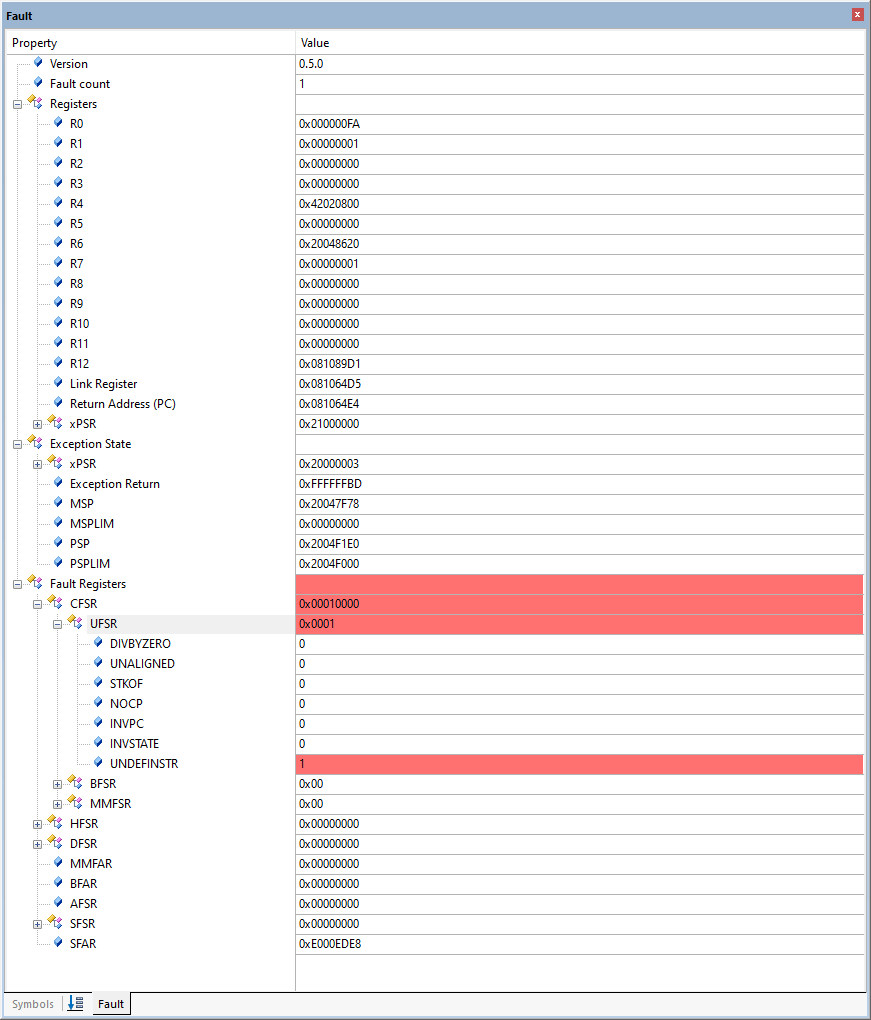 Fault
Property Value
Version 0.5.0
Fault count 1
Registers
R0 0x000000FA
R1 0x00000001
R2 0x00000000
R3 0x00000000
R4 0x42020800
R5 0x00000000
R6 0x20048620
R7 0x00000001
R8 0x00000000
R9 0x00000000
R10 0x00000000
R11 0x00000000
R12 0x081089D1
Link Register 0x081064D5
Return Address (PC) 0x081064E4
xPSR 0x21000000
Exception State
xPSR 0x20000003
Exception Return 0xFFFFFFBD
MSP 0x20047F78
MSPLIM 0x00000000
PSP 0x2004F1E0
PSPLIM 0x2004F000
Fault Registers
CFSR 0x00010000
UFSR 0x0001
DIVBYZERO 0
UNALIGNED 0
STKOF 0
NOCP 0
INVPC 0
INVSTATE 0
UNDEFINSTR 1
BFSR 0x00
MMFSR 0x00
HFSR 0x00000000
DFSR 0x00000000
MMFAR 0x00000000
BFAR 0x00000000
AFSR 0x00000000
SFSR 0x00000000
SFAR 0xE000EDE8
Symbols Fault